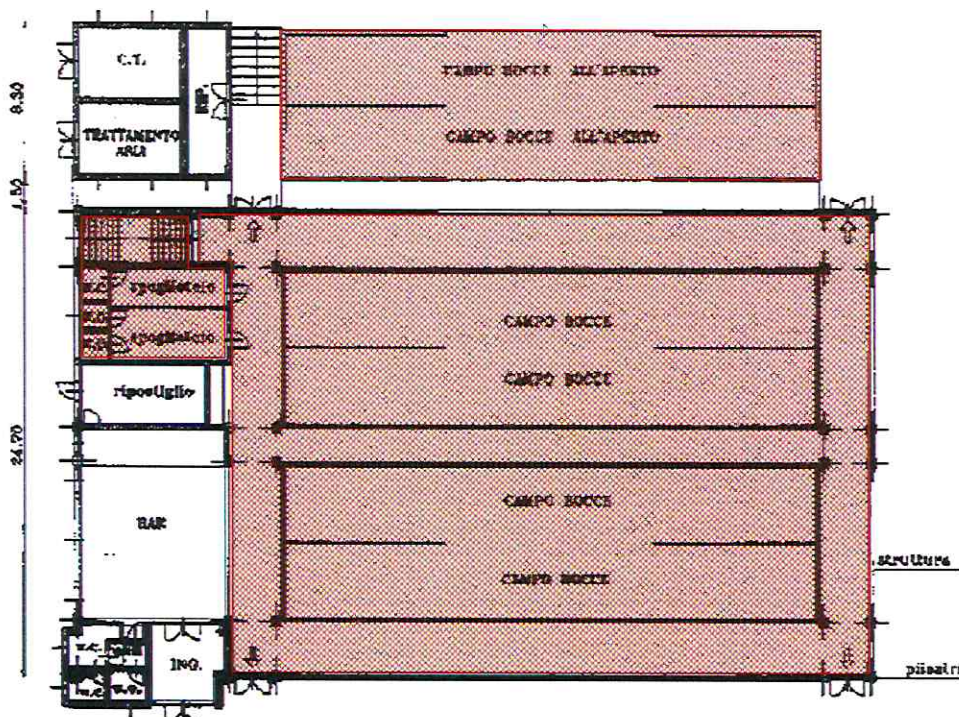 C.T.
RIP.
TRATTAMENTO
ARIA
CAMPO BOCCE ALL'APERTO
CAMPO BOCCE ALL'APERTO
8.30
4.50
24.70
W.C.
spogliatoio
W.C.
W.C.
spogliatoio
ripostiglio
BAR
CAMPO BOCCE
CAMPO BOCCE
CAMPO BOCCE
CAMPO BOCCE
struttura
w.c.
w.c.
w.c.
ING.
pilastri